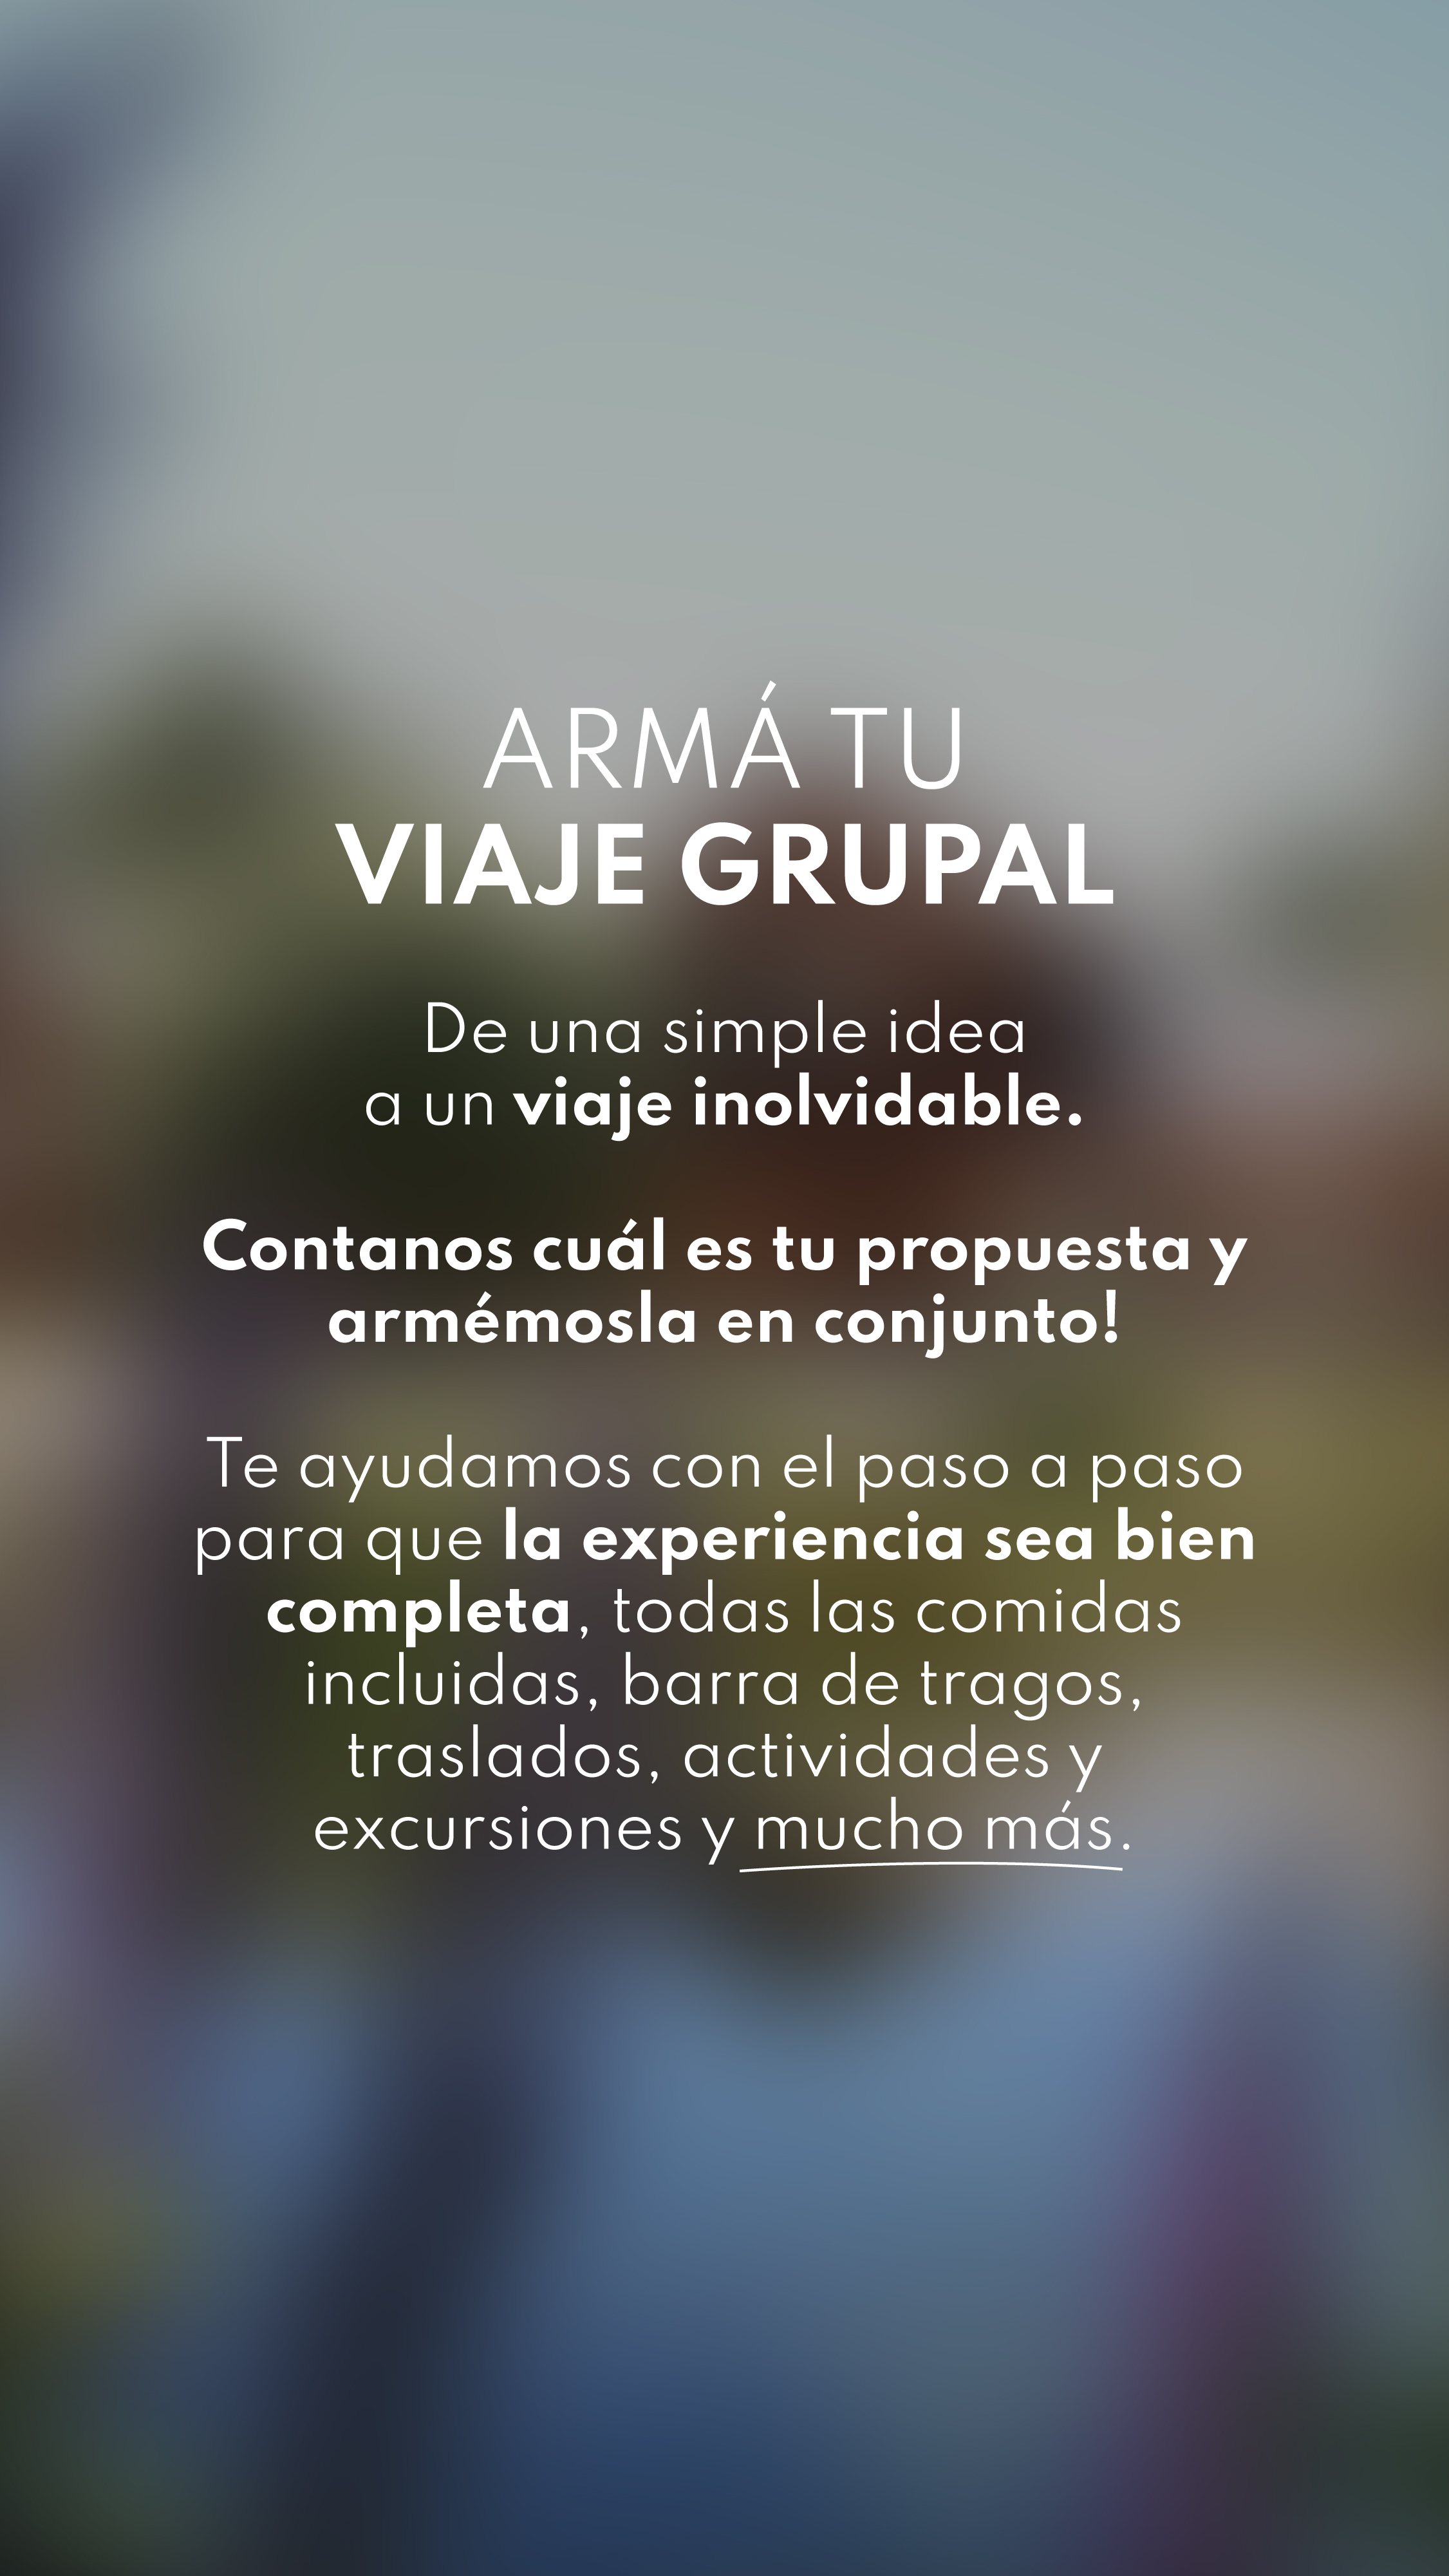 ARMÁ TU
VIAJE GRUPAL
De una simple idea
a un viaje inolvidable.
Contanos cuál es tu propuesta y
armémosla en conjunto!
Te ayudamos con el paso a paso
para que la experiencia sea bien
completa, todas las comidas
incluidas, barra de tragos,
traslados, actividades y
excursiones y mucho más.